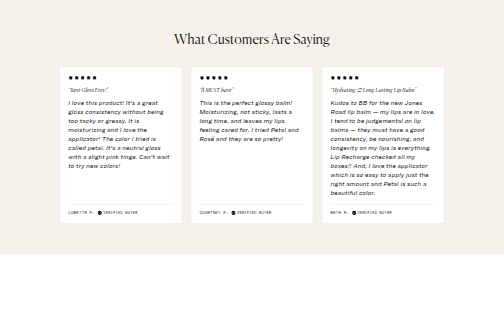 What Customers Are Saying
★★★★★
"Best Gloss Ever!"
I love this product! It's a great
gloss consistency without being
too tacky or greasy. It is
moisturizing and I love the
applicator! The color I tried is
called petal. It's a neutral gloss
with a slight pink tinge. Can't wait
to try new colors!
LORETTA P. VERIFIED BUYER
★★★★★
"A MUST have"
This is the perfect glossy balm!
Moisturizing, not sticky, lasts a
long time, and leaves my lips
feeling cared for. I tried Petal and
Rosé and they are so pretty!
COURTNEY P. VERIFIED BUYER
★★★★★
"Hydrating & Long Lasting Lip Balm"
Kudos to BB for the new Jones
Road lip balm — my lips are in love.
I tend to be judgemental on lip
balms — they must have a good
consistency, be nourishing, and
longevity on my lips is everything.
Lip Recharge checked all my
boxes!! And, I love the applicator
which is so easy to apply just the
right amount and Petal is such a
beautiful color.
BETH R. VERIFIED BUYER